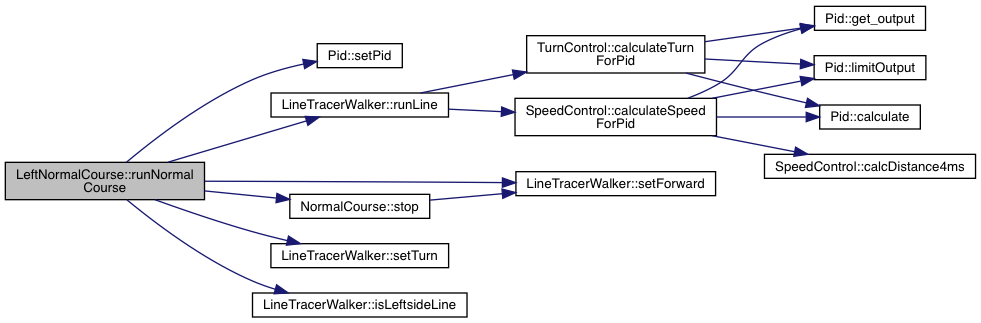 LeftNormalCourse::runNormal
Course
Pid::setPid
LineTracerWalker::runLine
TurnControl::calculateTurn
ForPid
Pid::get_output
Pid::limitOutput
SpeedControl::calculateSpeed
ForPid
Pid::calculate
SpeedControl::calcDistance4ms
LineTracerWalker::setForward
NormalCourse::stop
LineTracerWalker::setTurn
LineTracerWalker::isLeftsideLine